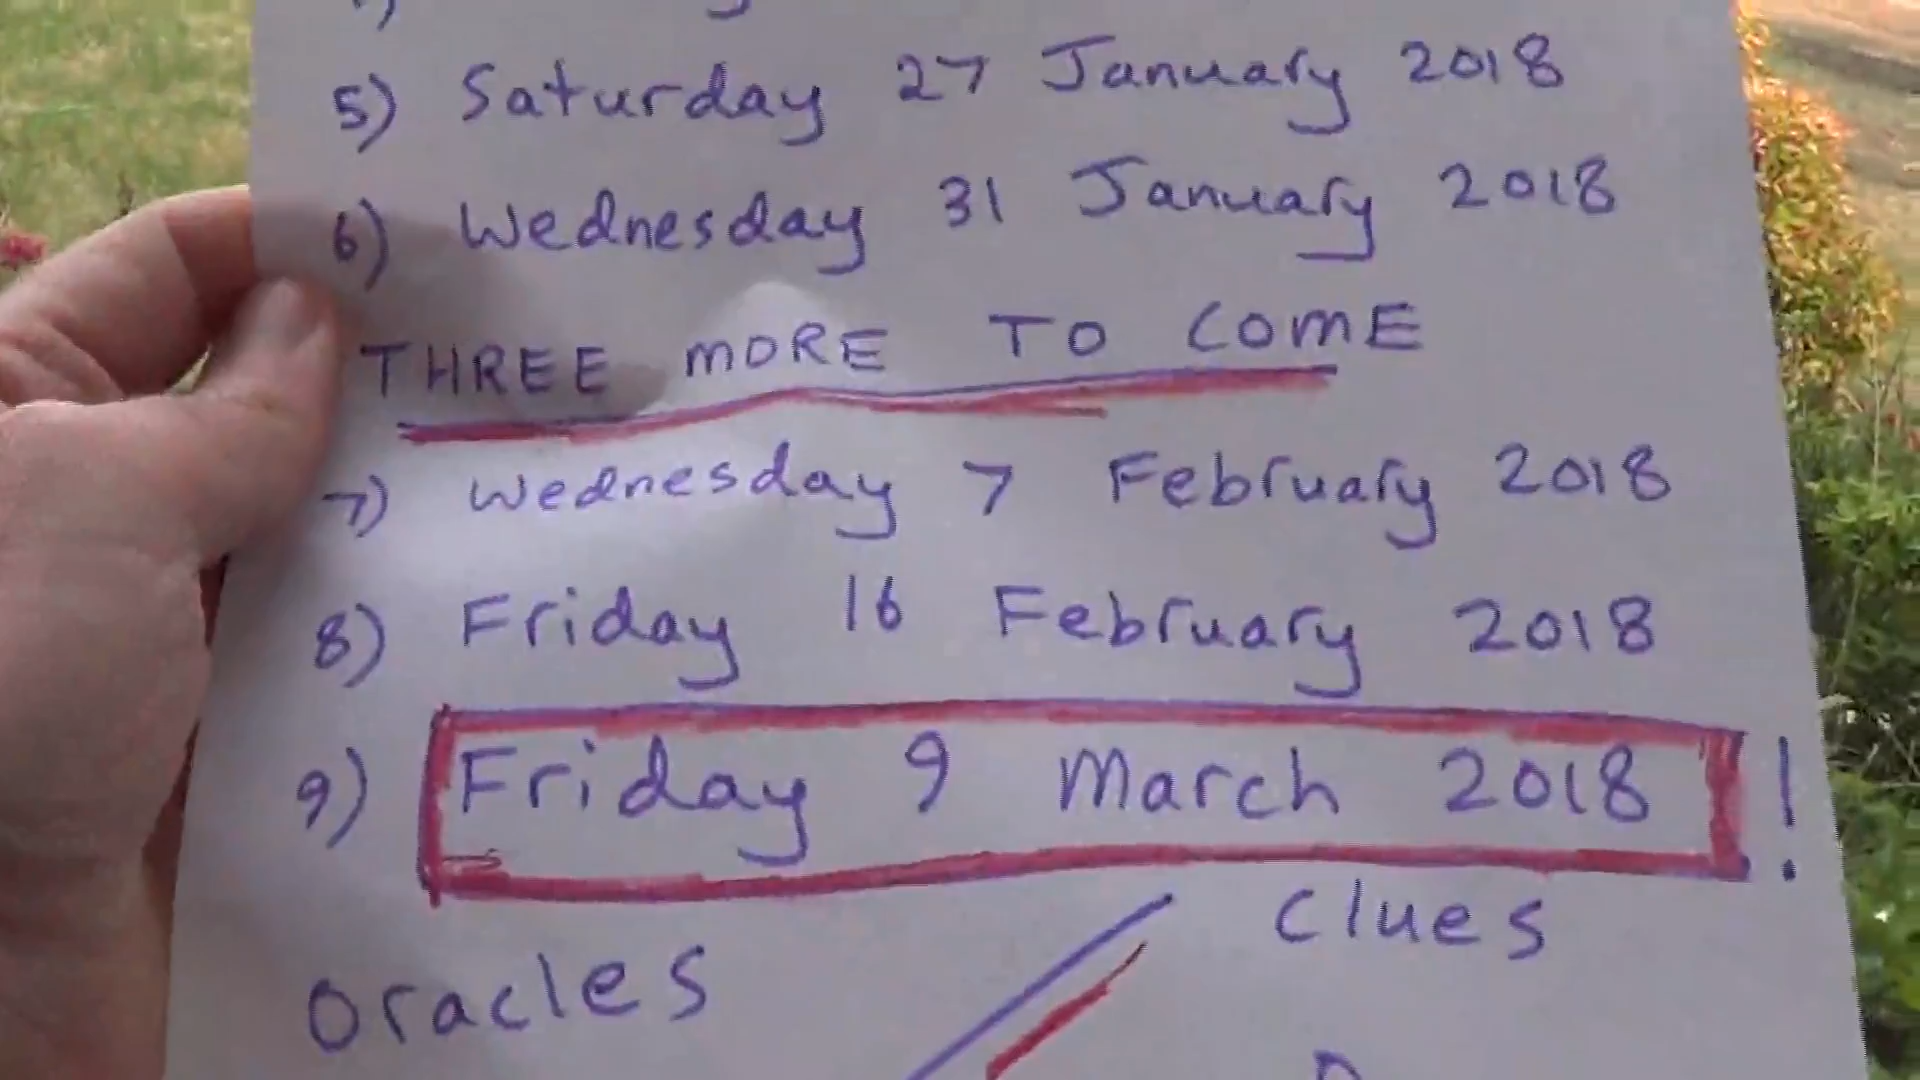 5) Saturday 27 January 2018
6) Wednesday 31 January 2018
THREE MORE TO COME
7) Wednesday 7 February 2018
8) Friday 16 February 2018
9) Friday 9 March 2018 !
Clues
Oracles